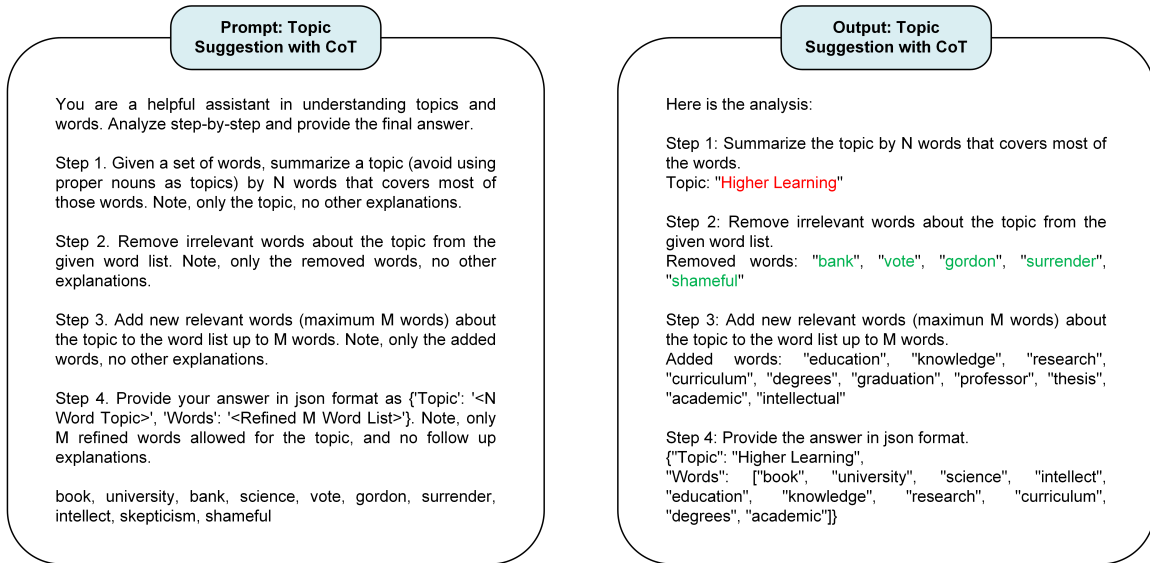 Prompt: Topic
Suggestion with CoT
You are a helpful assistant in understanding topics and
words. Analyze step-by-step and provide the final answer.
Step 1. Given a set of words, summarize a topic (avoid using
proper nouns as topics) by N words that covers most of
those words. Note, only the topic, no other explanations.
Step 2. Remove irrelevant words about the topic from the
given word list. Note, only the removed words, no other
explanations.
Step 3. Add new relevant words (maximum M words) about
the topic to the word list up to M words. Note, only the added
words, no other explanations.
Step 4. Provide your answer in json format as {'Topic': '<N
Word Topic>', 'Words': '<Refined M Word List>'}. Note, only
M refined words allowed for the topic, and no follow up
explanations.
book, university, bank, science, vote, gordon, surrender,
intellect, skepticism, shameful
Output: Topic
Suggestion with CoT
Here is the analysis:
Step 1: Summarize the topic by N words that covers most of
the words.
Topic: "Higher Learning"
Step 2: Remove irrelevant words about the topic from the
given word list.
Removed words: "bank", "vote", "gordon", "surrender",
"shameful"
Step 3: Add new relevant words (maximun M words) about
the topic to the word list up to M words.
Added words: "education", "knowledge", "research",
"curriculum", "degrees", "graduation", "professor", "thesis",
"academic", "intellectual"
Step 4: Provide the answer in json format.
{"Topic": "Higher Learning",
"Words": ["book", "university", "science", "intellect",
"education", "knowledge", "research", "curriculum",
"degrees", "academic"]}